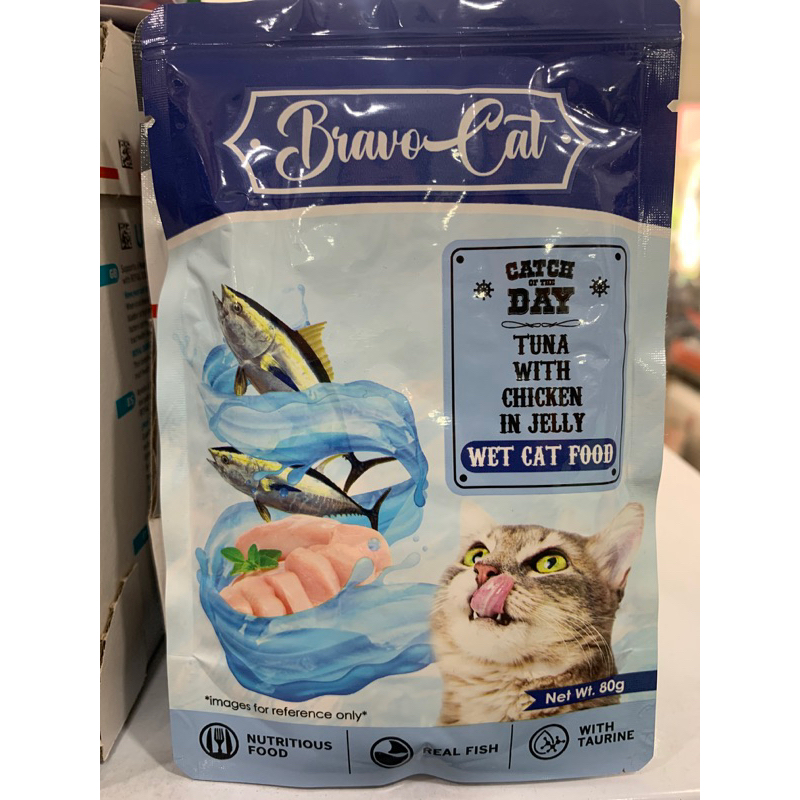 Bravo Cat
CATCH
OF THE
DAY
TUNA
WITH
CHICKEN
IN JELLY
WET CAT FOOD
Net Wt. 80g
*images for reference only*
NUTRITIOUS
FOOD
REAL FISH
WITH
TAURINE